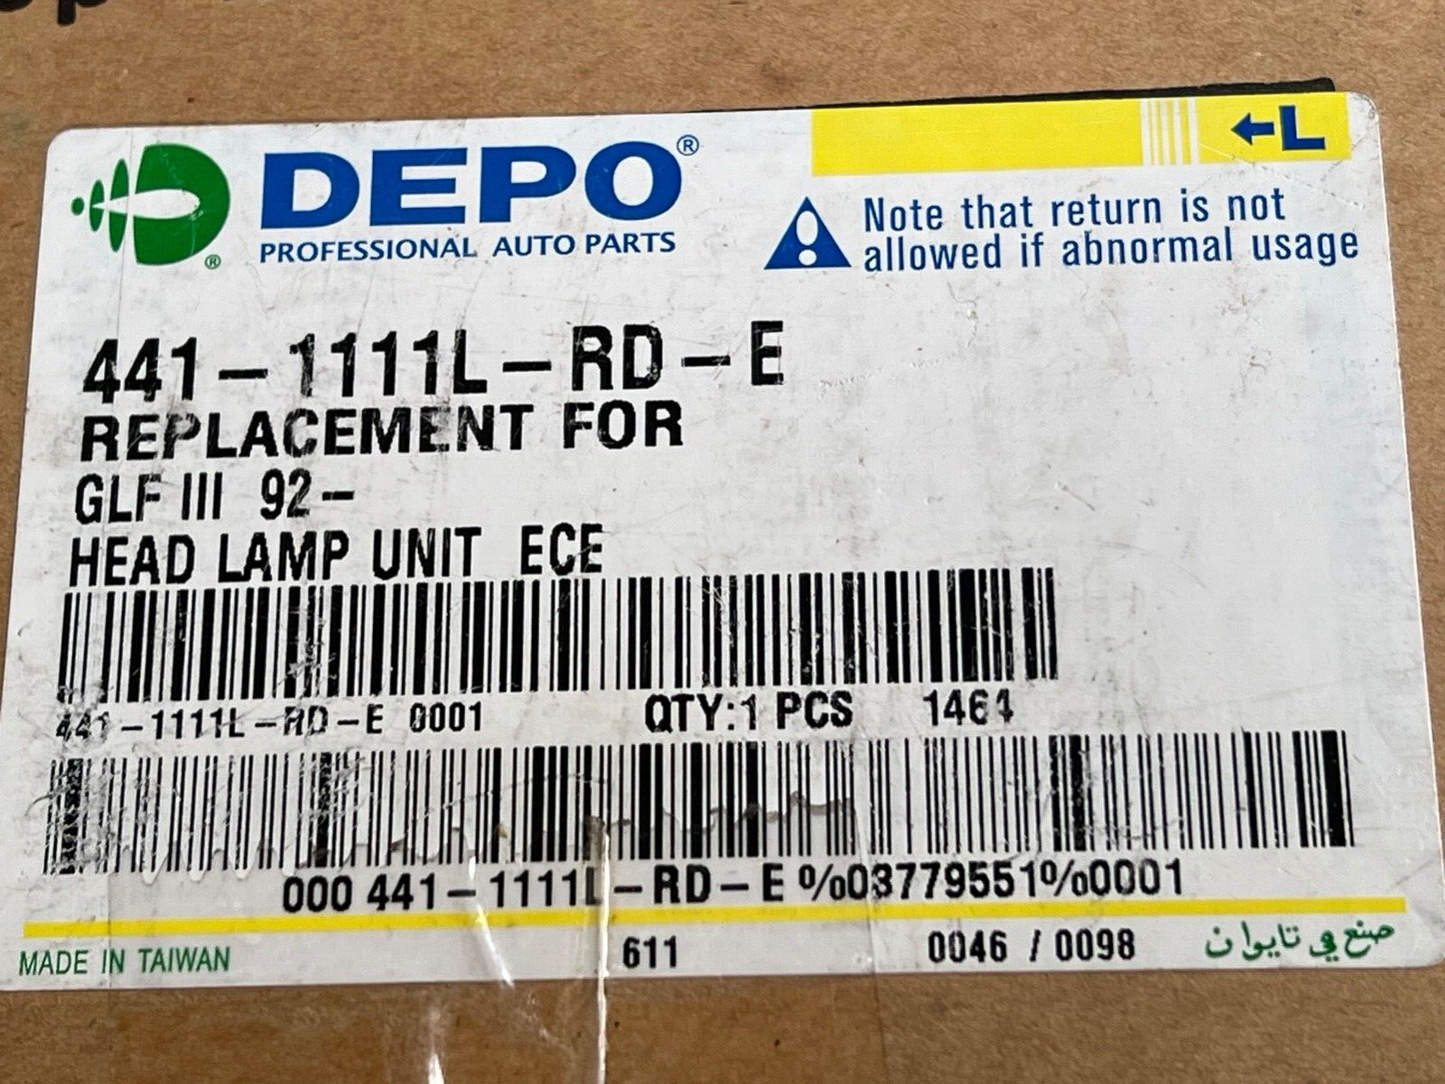 DEPO®
PROFESSIONAL AUTO PARTS
®
L
Note that return is not
allowed if abnormal usage
441-1111L-RD-E
REPLACEMENT FOR
GLF III 92-
HEAD LAMP UNIT ECE
441-1111L-RD-E 0001 QTY:1 PCS 1464
000 441-1111L-RD-E %03779551%0001
MADE IN TAIWAN 611 0046 / 0098 صنع في تايوان